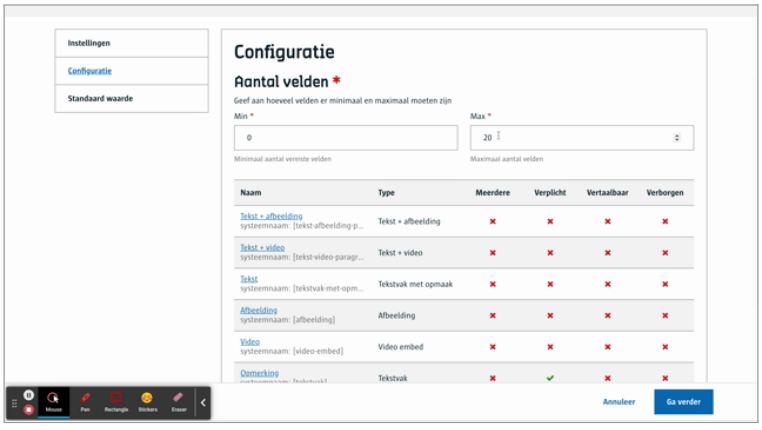 Instellingen
Configuratie
Standaard waarde
Configuratie
Aantal velden *
Geef aan hoeveel velden er minimaal en maximaal moeten zijn
Min * Max *
0 20
Minimaal aantal vereiste velden Maximaal aantal velden
Naam Type Meerdere Verplicht Vertaalbaar Verborgen
Tekst + afbeelding
systeemnaam: [tekst-afbeelding-p... Tekst + afbeelding
Tekst + video
systeemnaam: [tekst-video-paragr... Tekst + video
Tekst
systeemnaam: [tekstvak-met-opm... Tekstvak met opmaak
Afbeelding
systeemnaam: [afbeelding] Afbeelding
Video
systeemnaam: [video-embed] Video embed
Opmerking
systeemnaam: [tekstvak] Tekstvak
Mouse Pen Rectangle Stickers Eraser
Annuleer Ga verder